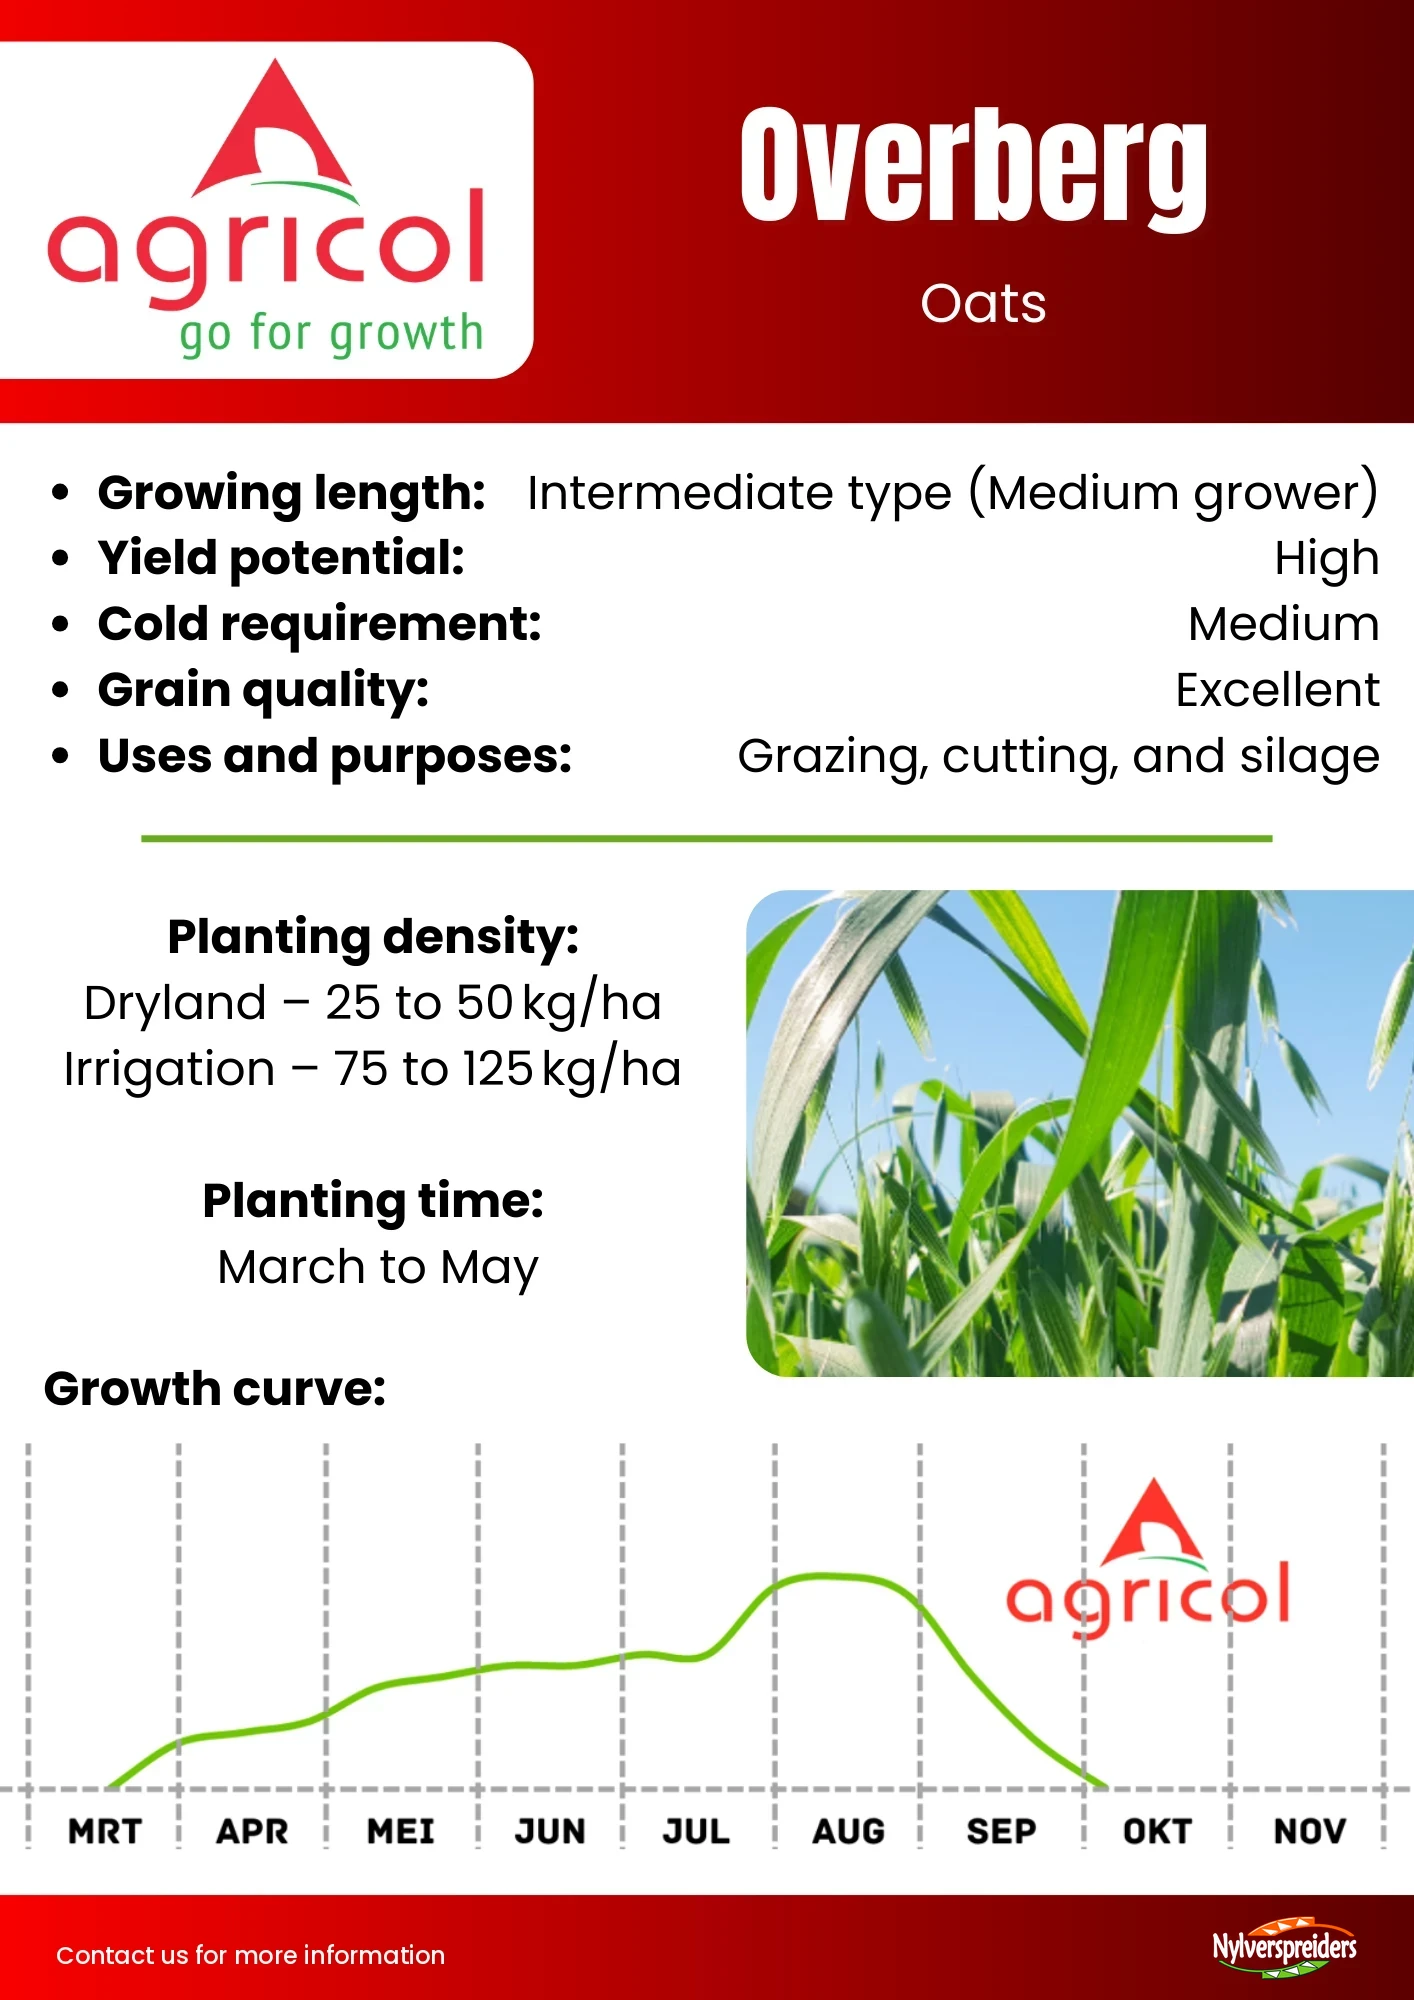 agricol
go for growth
Overberg
Oats
• Growing length: Intermediate type (Medium grower)
• Yield potential: High
• Cold requirement: Medium
• Grain quality: Excellent
• Uses and purposes: Grazing, cutting, and silage
Planting density:
Dryland – 25 to 50 kg/ha
Irrigation – 75 to 125 kg/ha
Planting time:
March to May
Growth curve:
agricol
MRT APR MEI JUN JUL AUG SEP OKT NOV
Contact us for more information
Nylverspreiders